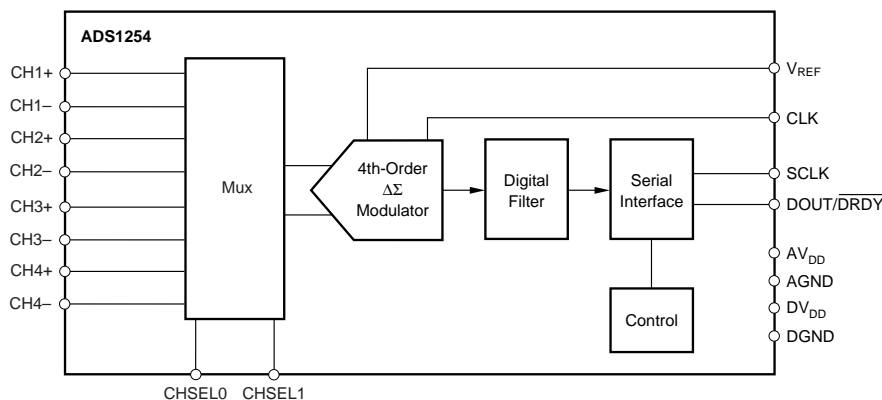 ADS1254
CH1+
CH1–
CH2+
CH2–
CH3+
CH3–
CH4+
CH4–
Mux
CHSEL0
CHSEL1
4th-Order
ΔΣ
Modulator
Digital
Filter
Serial
Interface
Control
VREF
CLK
SCLK
DOUT/DRDY
AVDD
AGND
DVDD
DGND